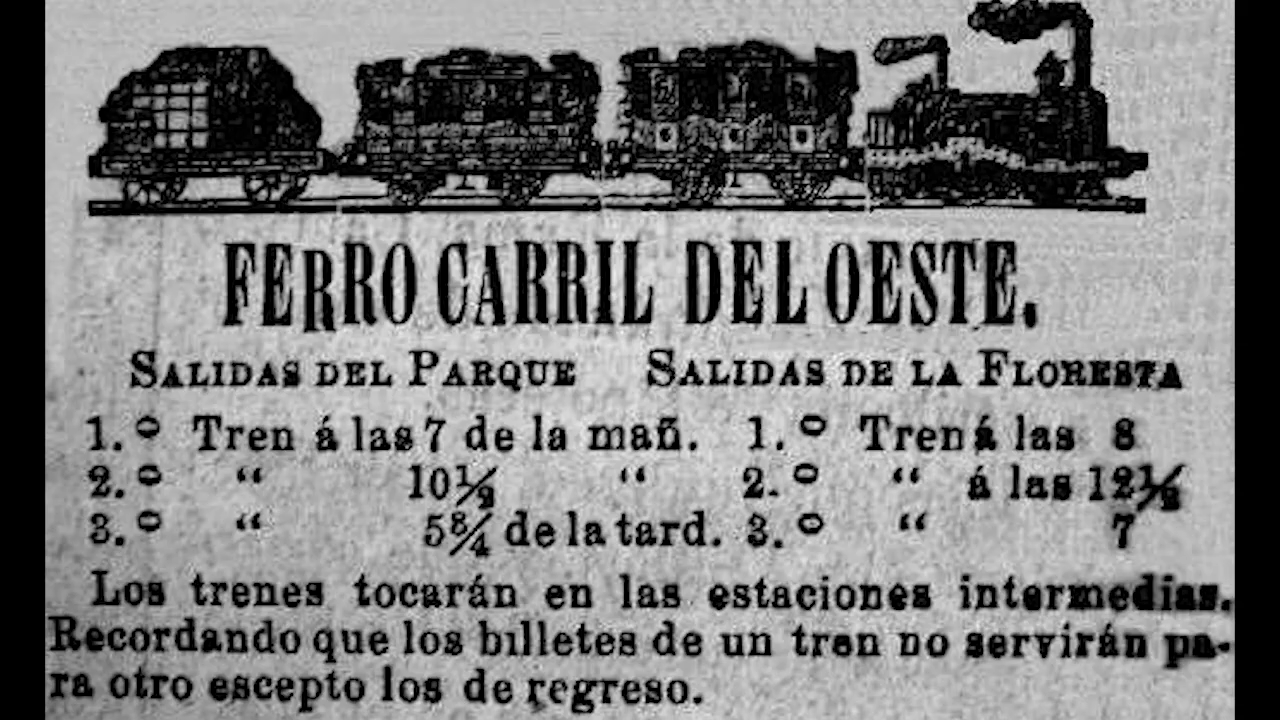 FERRO CARRIL DEL OESTE.
SALIDAS DEL PARQUE SALIDAS DE LA FLORESTA
1.º Tren á las 7 de la mañ. 1.º Tren á las 8
2.º “ 10½ “ 2.º “ á las 12½
3.º “ 5¾ de la tard. 3.º “ 7
Los trenes tocarán en las estaciones intermedias.
Recordando que los billetes de un tren no servirán pa-
ra otro escepto los de regreso.